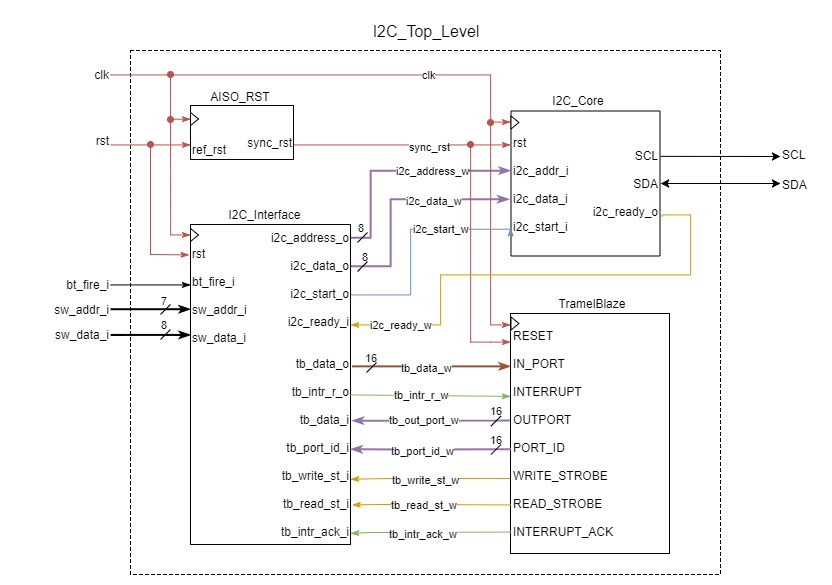 I2C_Top_Level
clk
clk
AISO_RST
I2C_Core
rst
ref_rst
sync_rst
sync_rst
rst
SCL
SCL
i2c_address_w
i2c_addr_i
SDA
SDA
i2c_data_w
i2c_data_i
I2C_Interface
i2c_ready_o
i2c_start_w
i2c_start_i
i2c_address_o
8
rst
i2c_data_o
8
bt_fire_i
bt_fire_i
i2c_start_o
sw_addr_i
7
sw_addr_i
TramelBlaze
i2c_ready_i
i2c_ready_w
sw_data_i
8
sw_data_i
RESET
tb_data_o
16
tb_data_w
IN_PORT
tb_intr_r_o
tb_intr_r_w
INTERRUPT
tb_data_i
tb_out_port_w
16
OUTPORT
tb_port_id_i
tb_port_id_w
16
PORT_ID
tb_write_st_i
tb_write_st_w
WRITE_STROBE
tb_read_st_i
tb_read_st_w
READ_STROBE
tb_intr_ack_i
tb_intr_ack_w
INTERRUPT_ACK